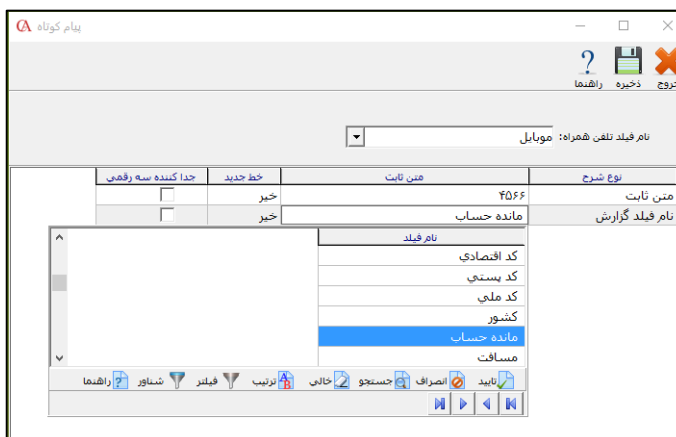 پیام کوتاه
راهنما ذخیره خروج
نام فیلد تلفن همراه: موبایل
نوع شرح متن ثابت خط جدید جدا کننده سه رقمی
متن ثابت ۴۵۶۶ خیر
نام فیلد گزارش مانده حساب خیر
نام فیلد
کد اقتصادي
کد پستي
کد ملي
کشور
مانده حساب
مسافت
تایید انصراف جستجو خالی ترتیب فیلتر شناور راهنما